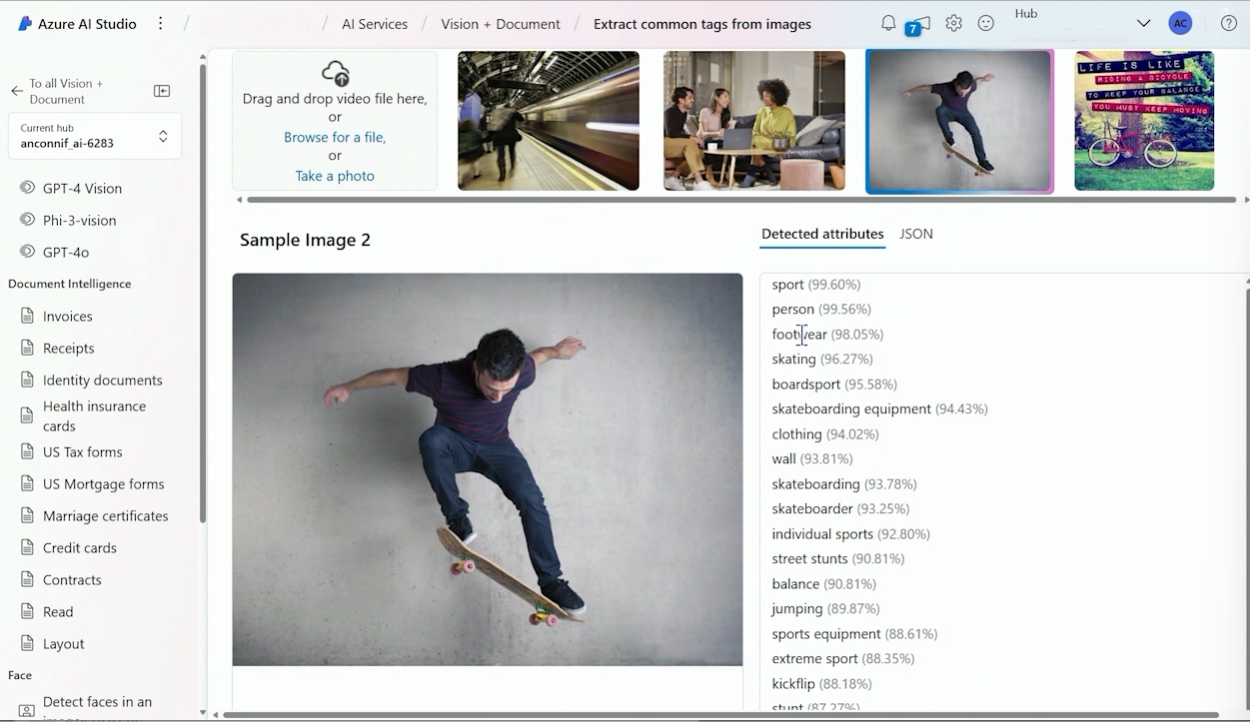 Azure AI Studio
AI Services / Vision + Document / Extract common tags from images
7
Hub
AC
To all Vision +
Document
Current hub
anconnif_ai-6283
GPT-4 Vision
Phi-3-vision
GPT-4o
Document Intelligence
Invoices
Receipts
Identity documents
Health insurance
cards
US Tax forms
US Mortgage forms
Marriage certificates
Credit cards
Contracts
Read
Layout
Face
Detect faces in an
Drag and drop video file here,
or
Browse for a file,
or
Take a photo
LIFE IS LIKE
RIDING A BICYCLE
TO KEEP YOUR BALANCE
YOU MUST KEEP MOVING
Sample Image 2
Detected attributes
JSON
sport (99.60%)
person (99.56%)
footwear (98.05%)
skating (96.27%)
boardsport (95.58%)
skateboarding equipment (94.43%)
clothing (94.02%)
wall (93.81%)
skateboarding (93.78%)
skateboarder (93.25%)
individual sports (92.80%)
street stunts (90.81%)
balance (90.81%)
jumping (89.87%)
sports equipment (88.61%)
extreme sport (88.35%)
kickflip (88.18%)
stunt (87.27%)